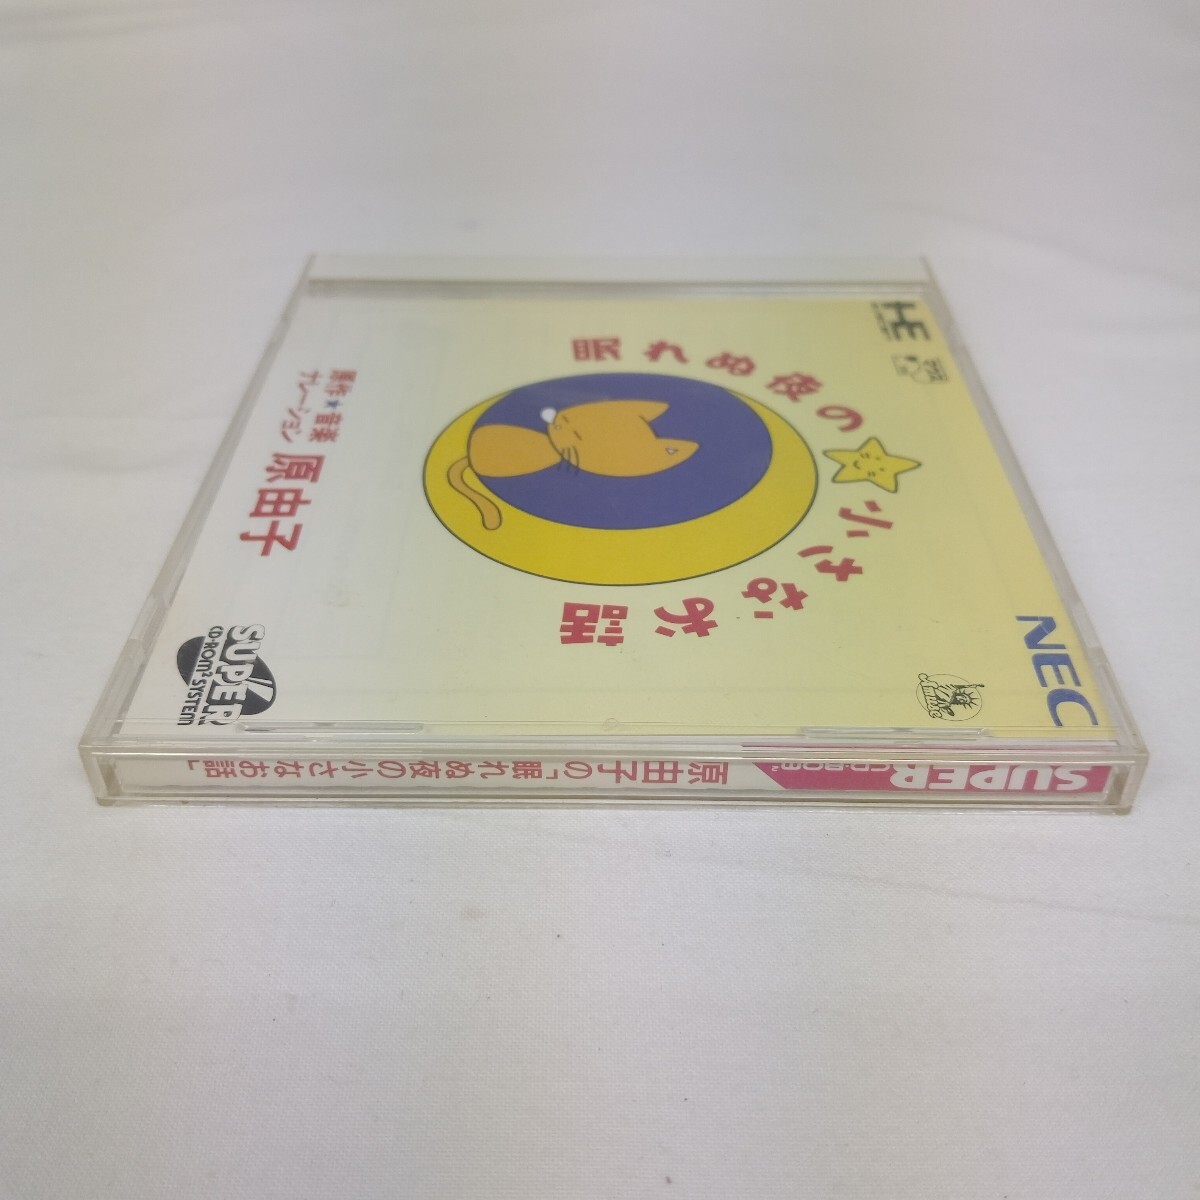 HE
眠れぬ夜の
小さなお話
NEC
原作★音楽
ナレーション
原由子
SUPER
CD-ROM² SYSTEM
SUPER
CD-ROM²
原由子の「眠れぬ夜の小さなお話」